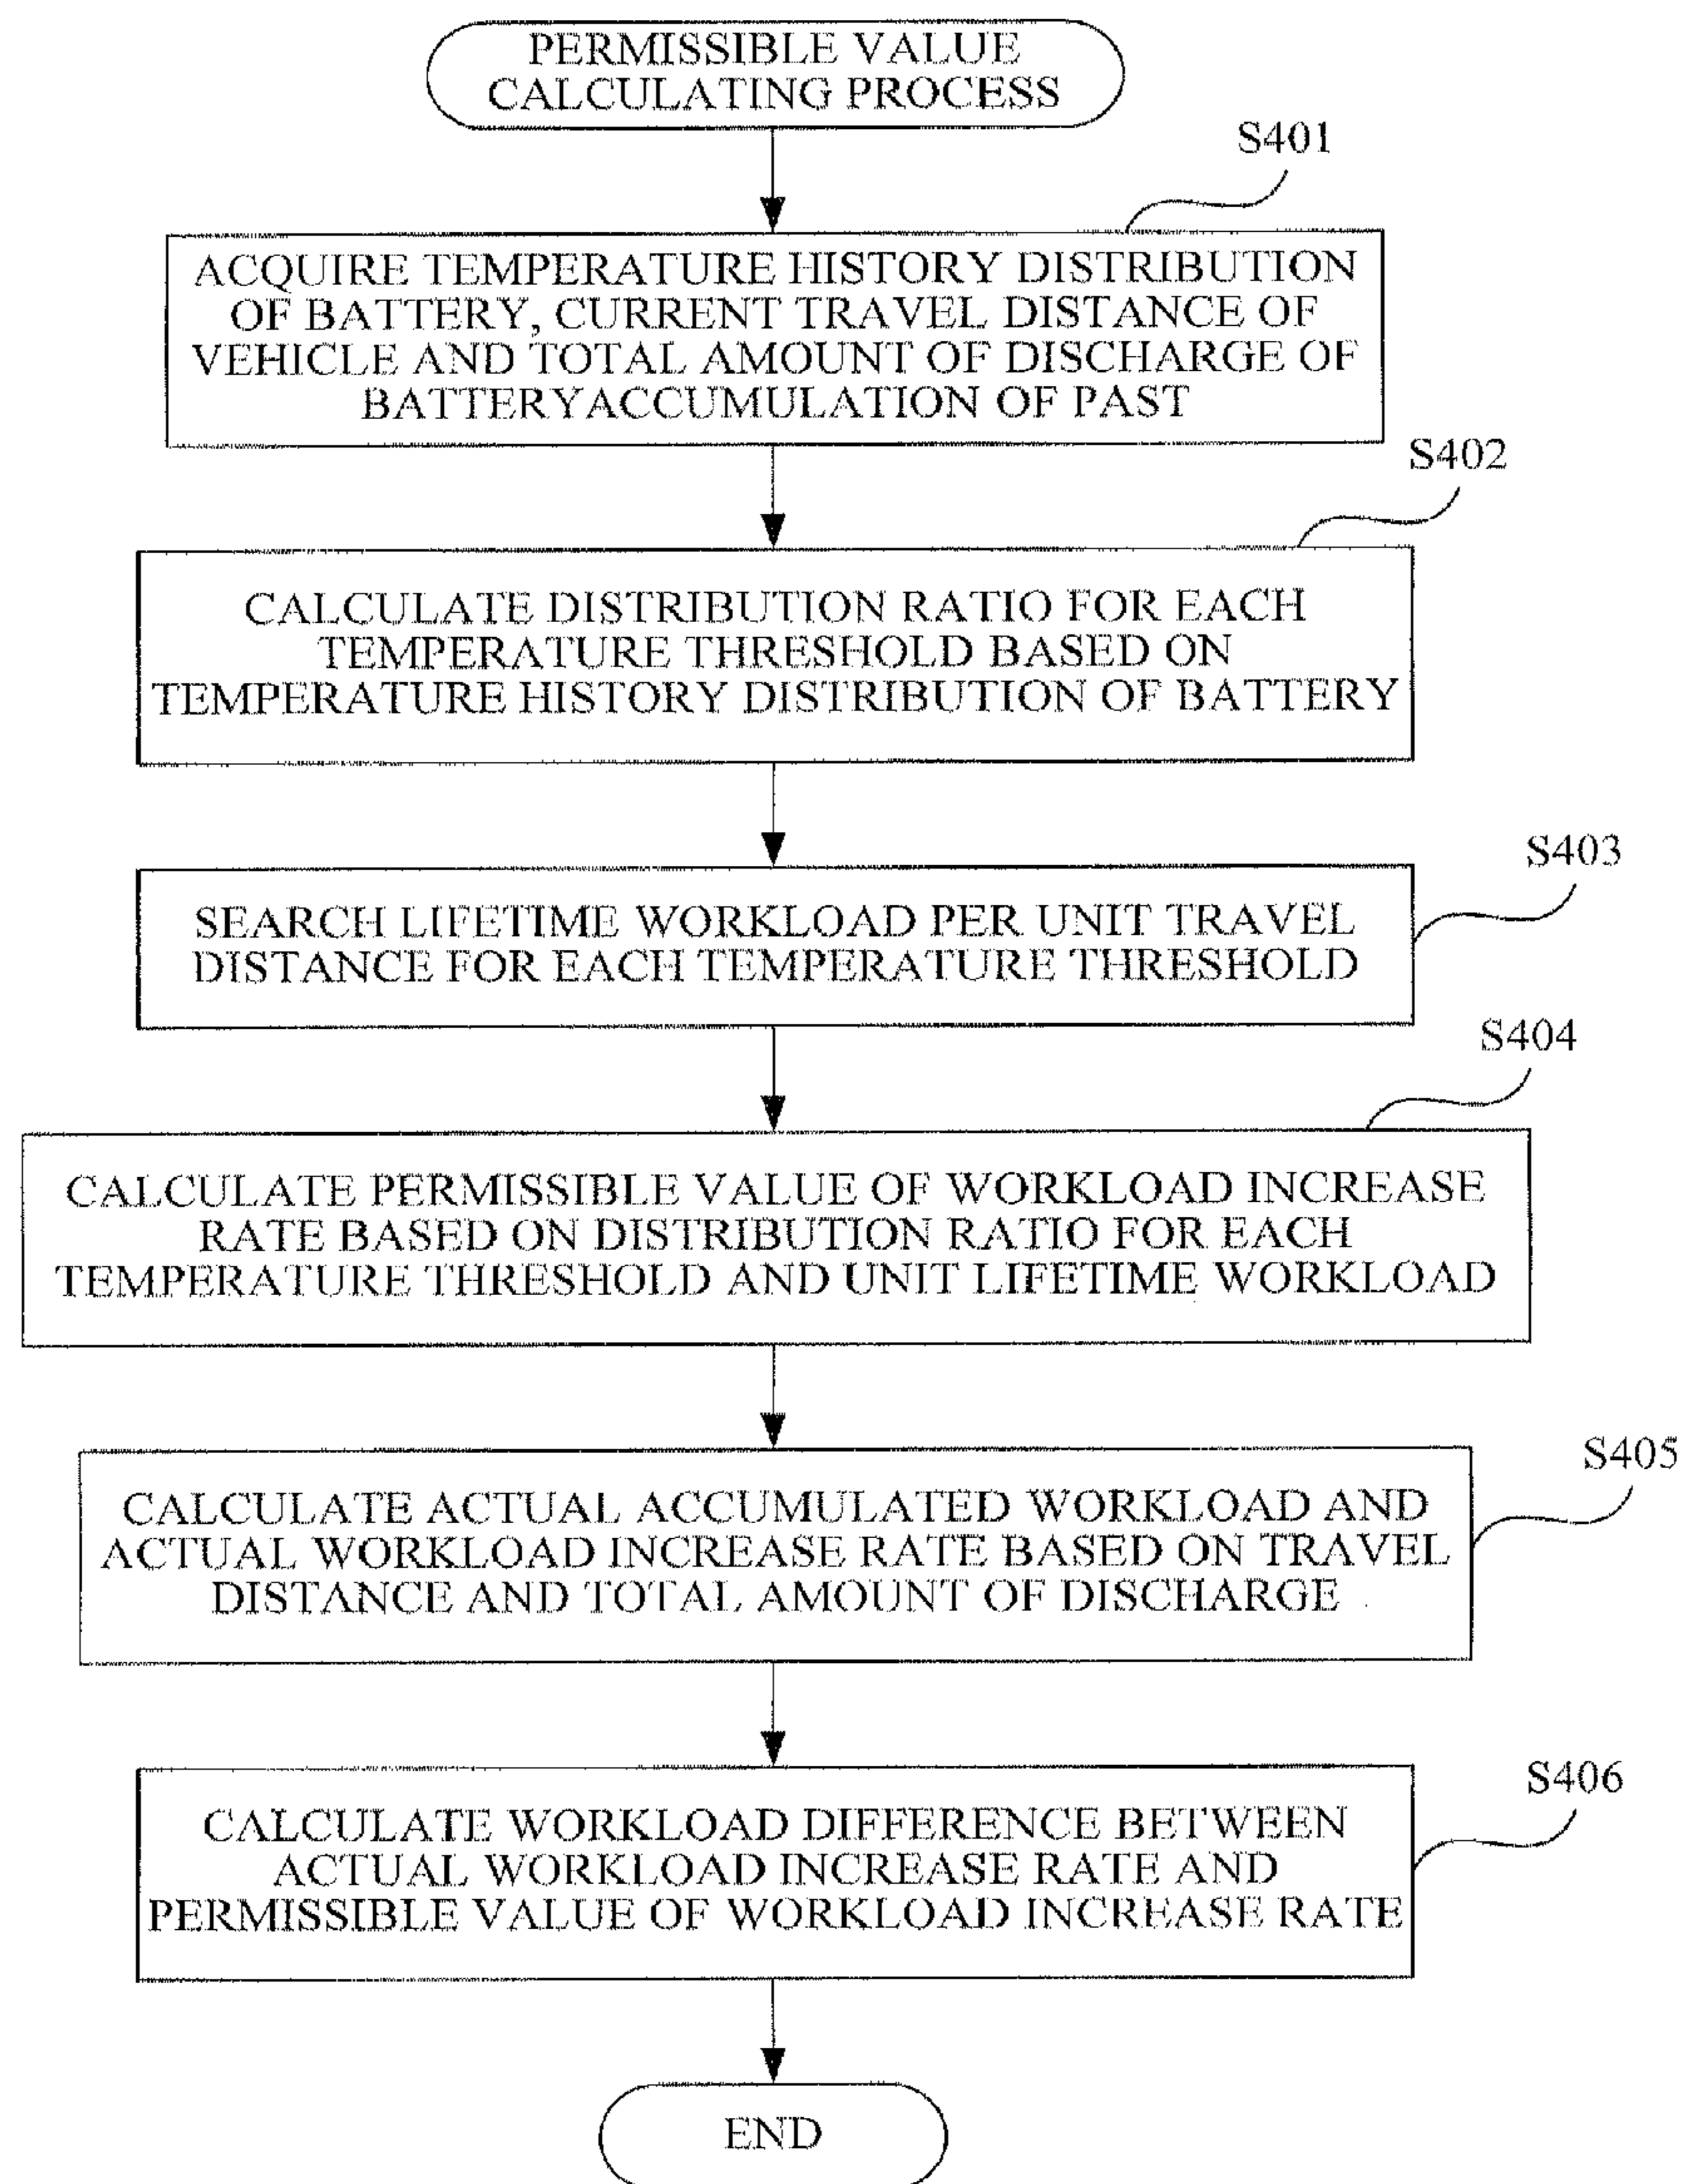 PERMISSIBLE VALUE
CALCULATING PROCESS
S401
ACQUIRE TEMPERATURE HISTORY DISTRIBUTION
OF BATTERY, CURRENT TRAVEL DISTANCE OF
VEHICLE AND TOTAL AMOUNT OF DISCHARGE OF
BATTERYACCUMULATION OF PAST
S402
CALCULATE DISTRIBUTION RATIO FOR EACH
TEMPERATURE THRESHOLD BASED ON
TEMPERATURE HISTORY DISTRIBUTION OF BATTERY
S403
SEARCH LIFETIME WORKLOAD PER UNIT TRAVEL
DISTANCE FOR EACH TEMPERATURE THRESHOLD
S404
CALCULATE PERMISSIBLE VALUE OF WORKLOAD INCREASE
RATE BASED ON DISTRIBUTION RATIO FOR EACH
TEMPERATURE THRESHOLD AND UNIT LIFETIME WORKLOAD
S405
CALCULATE ACTUAL ACCUMULATED WORKLOAD AND
ACTUAL WORKLOAD INCREASE RATE BASED ON TRAVEL
DISTANCE AND TOTAL AMOUNT OF DISCHARGE
S406
CALCULATE WORKLOAD DIFFERENCE BETWEEN
ACTUAL WORKLOAD INCREASE RATE AND
PERMISSIBLE VALUE OF WORKLOAD INCREASE RATE
END